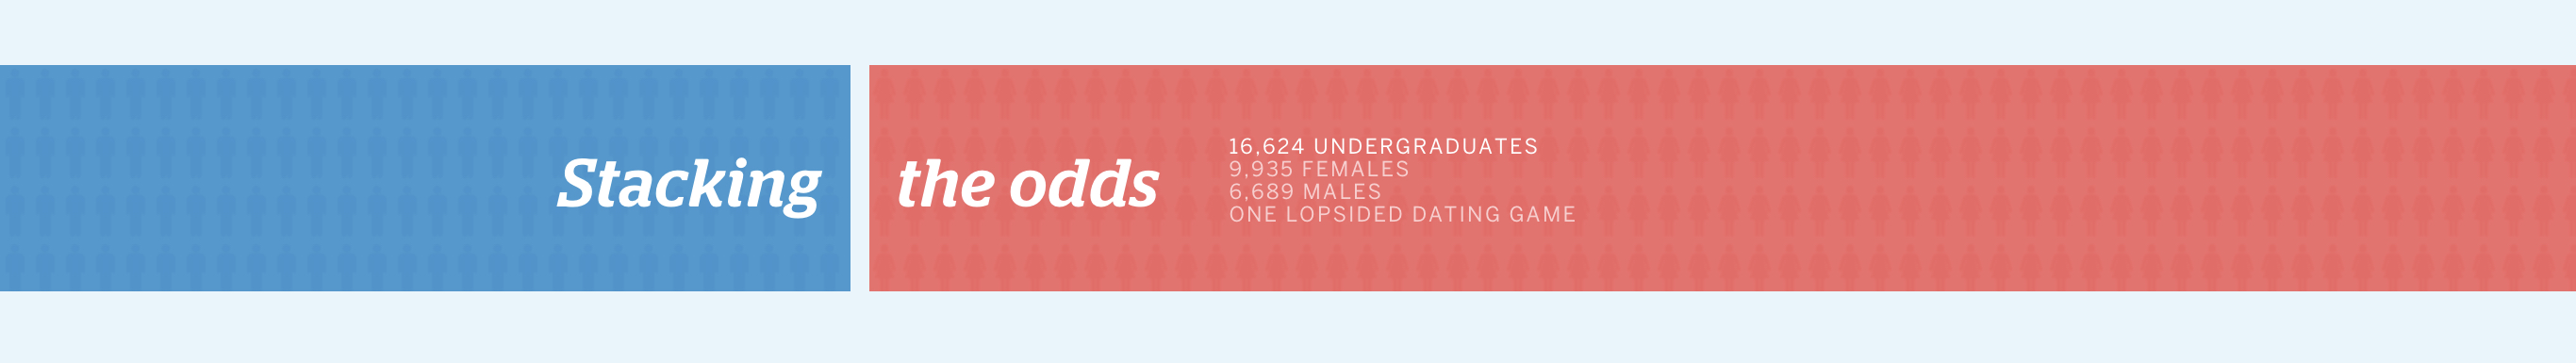 Stacking the odds
16,624 UNDERGRADUATES
9,935 FEMALES
6,689 MALES
ONE LOPSIDED DATING GAME